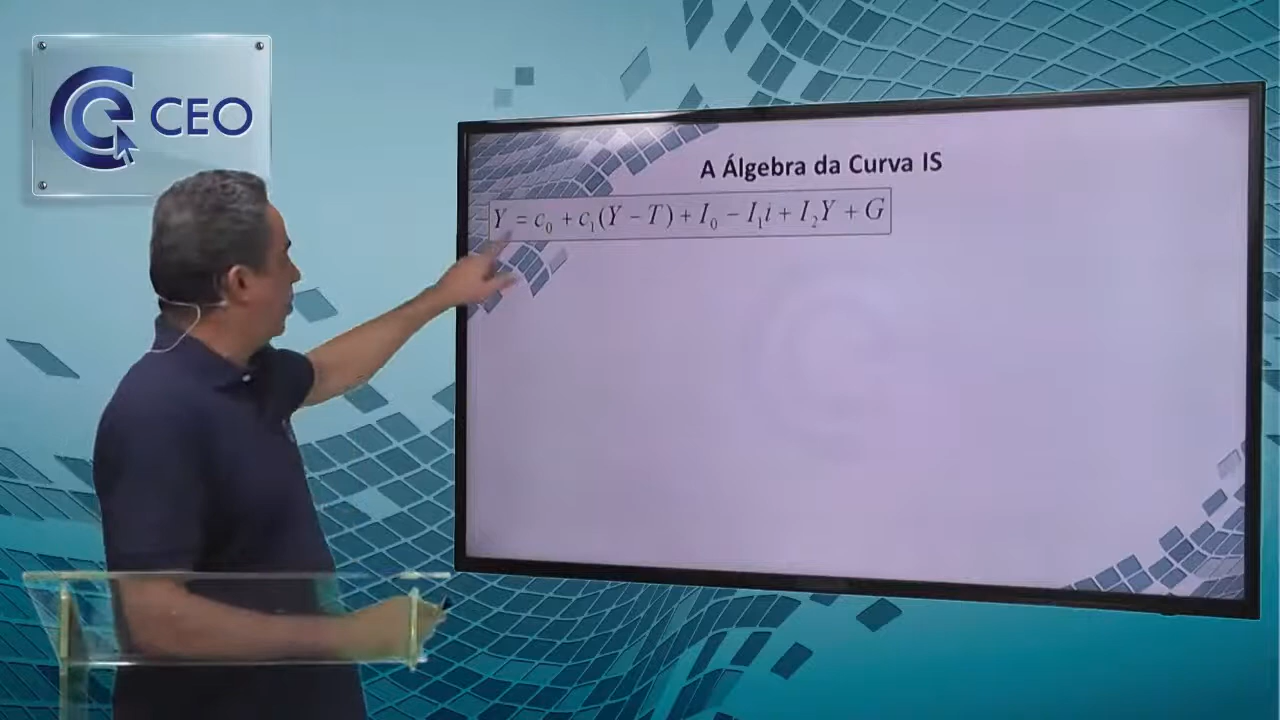 CEO
A Álgebra da Curva IS
Y = c₀ + c₁(Y − T) + I₀ − I₁i + I₂Y + G